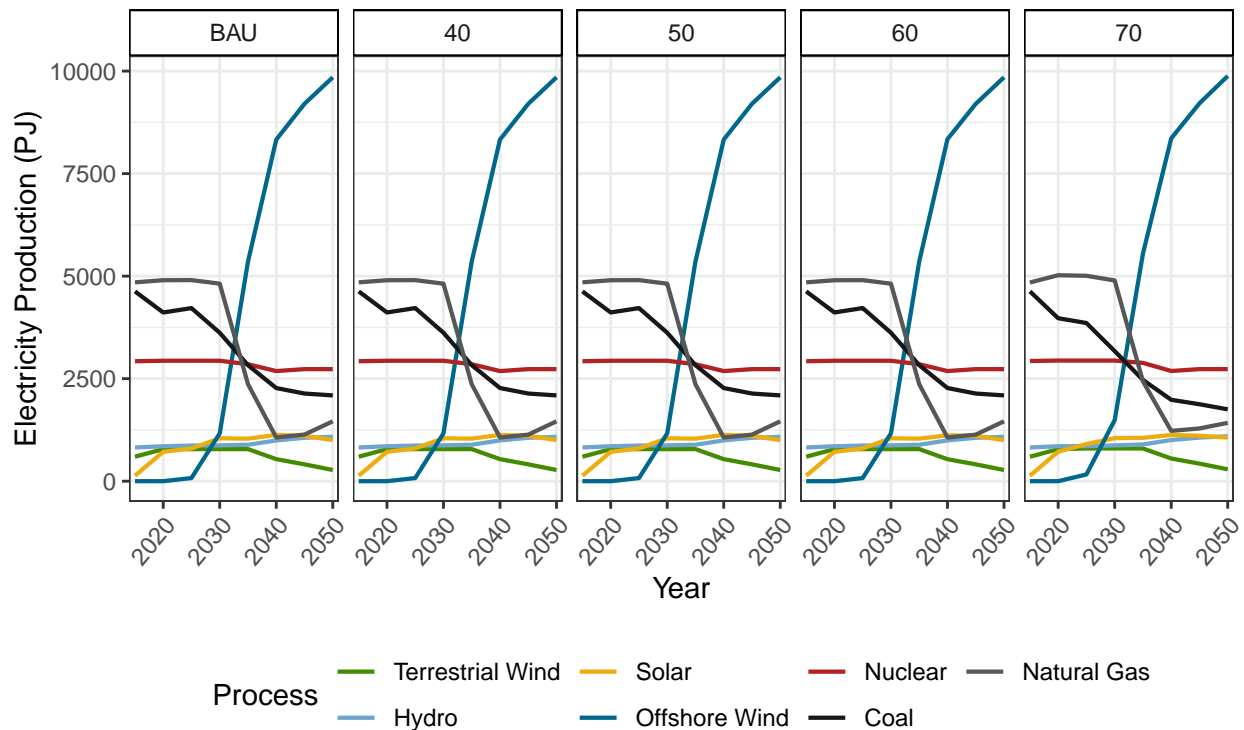 BAU 40 50 60 70
Electricity Production (PJ)
10000
7500
5000
2500
0
2020 2030 2040 2050 2020 2030 2040 2050 2020 2030 2040 2050 2020 2030 2040 2050 2020 2030 2040 2050
Year
Process
Terrestrial Wind Solar Nuclear Natural Gas
Hydro Offshore Wind Coal